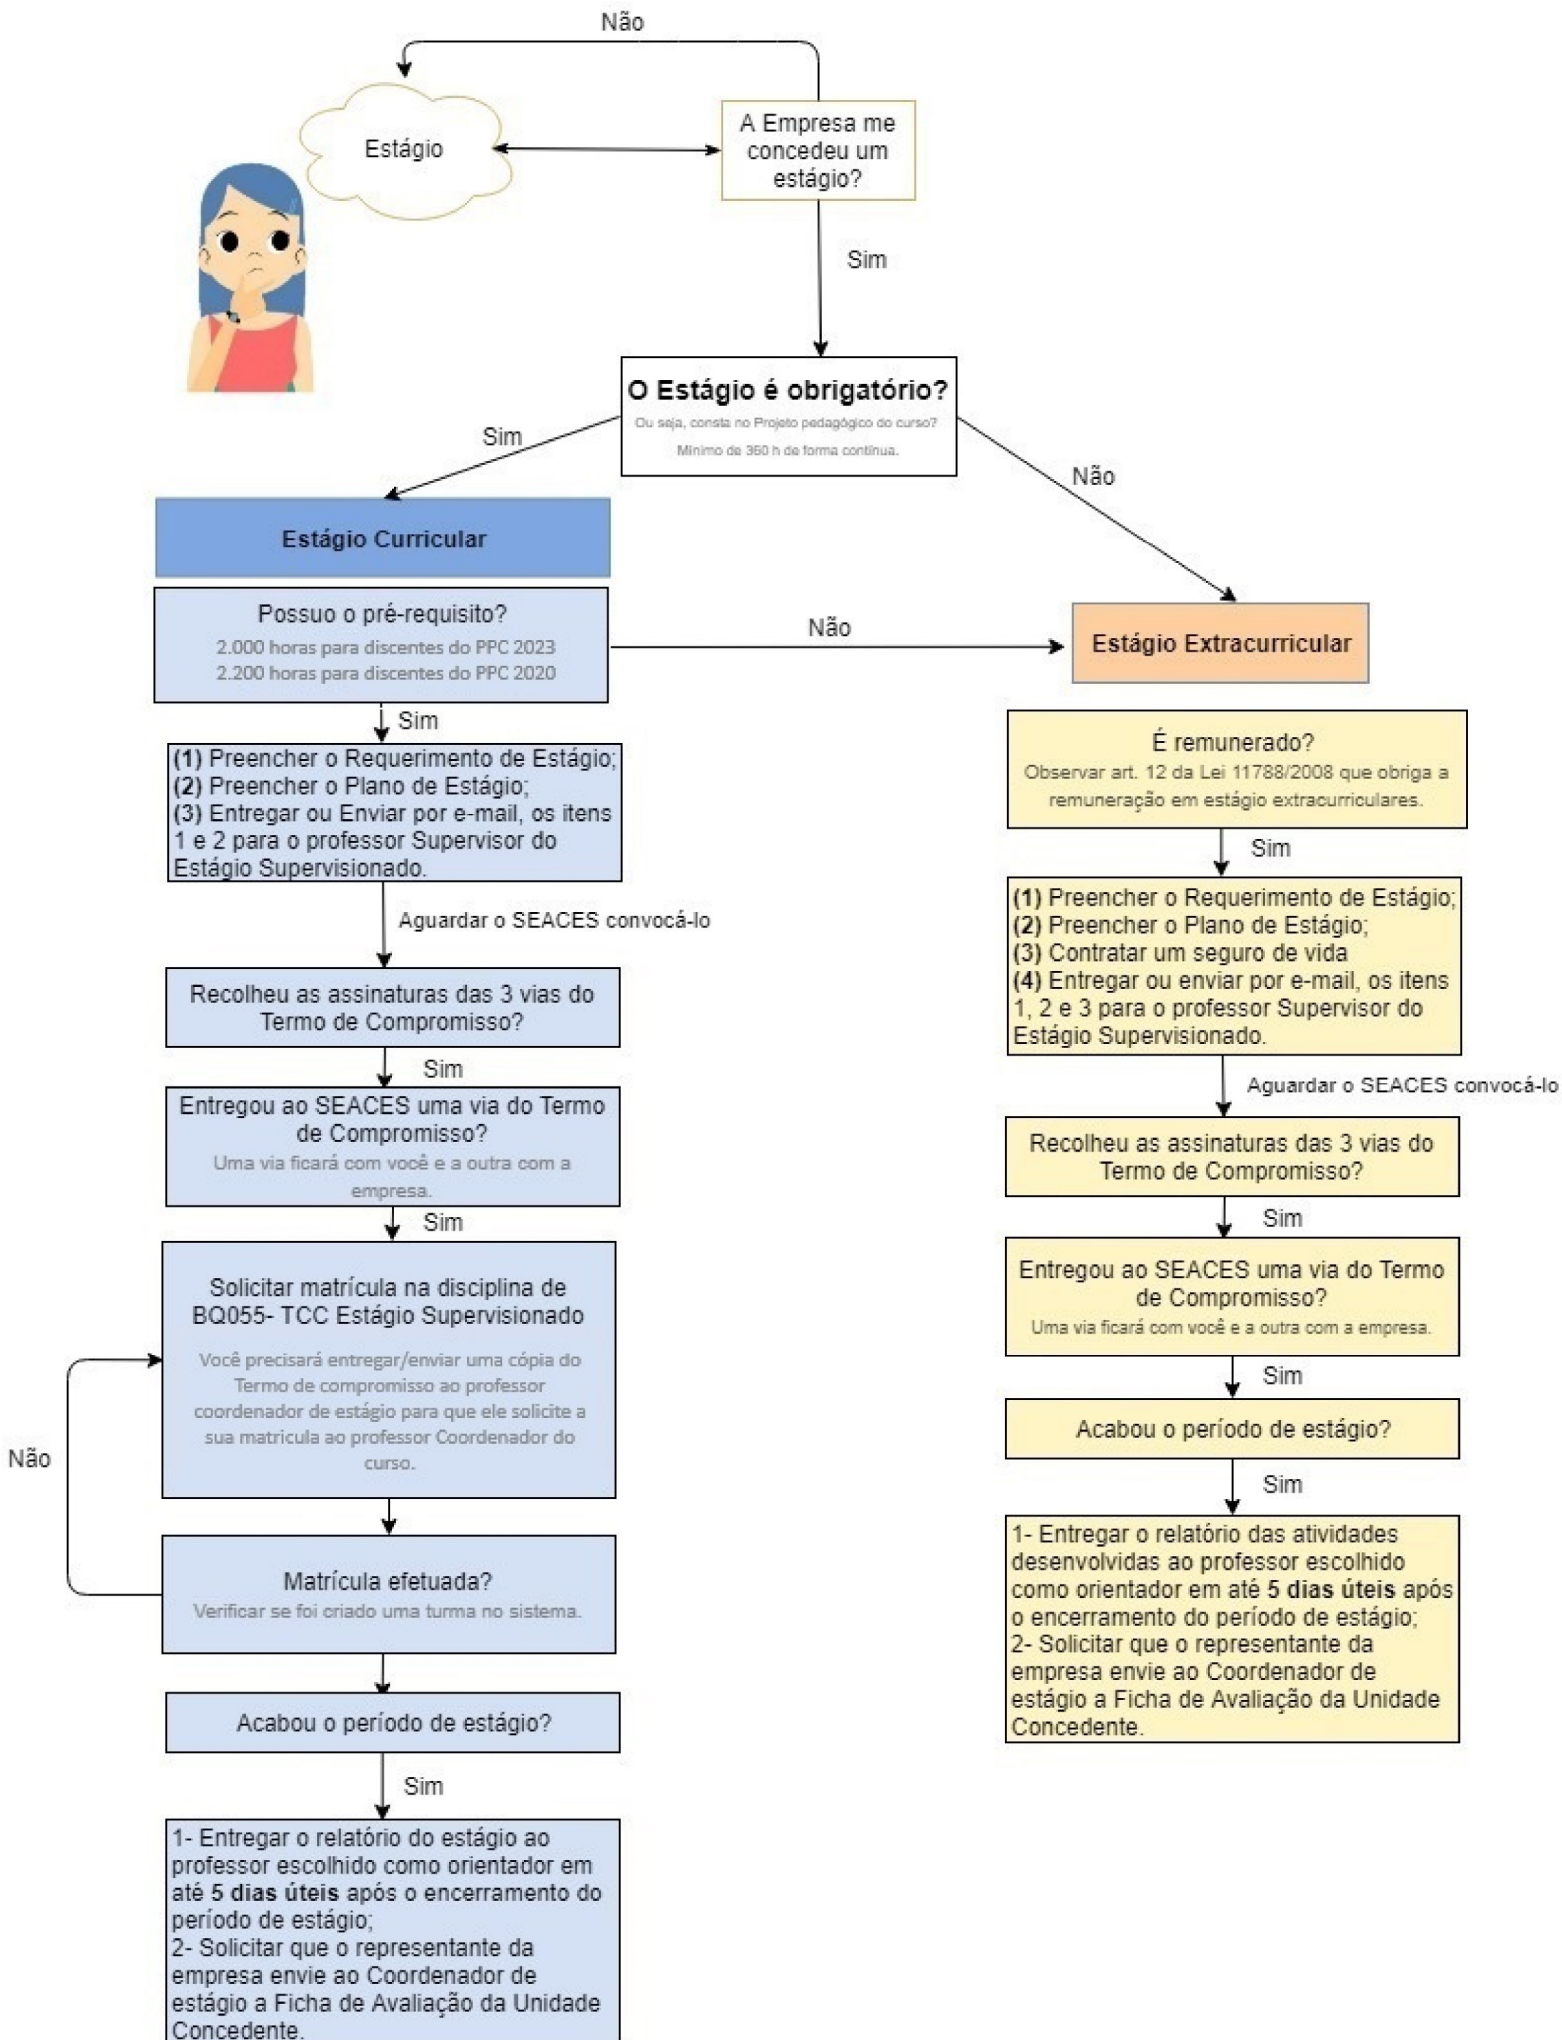 Não
Estágio
A Empresa me
concedeu um
estágio?
Sim
O Estágio é obrigatório?
Ou seja, consta no Projeto pedagógico do curso?
Mínimo de 360 h de forma contínua.
Sim
Não
Estágio Curricular
Possuo o pré-requisito?
2.000 horas para discentes do PPC 2023
2.200 horas para discentes do PPC 2020
Não
Estágio Extracurricular
Sim
(1) Preencher o Requerimento de Estágio;
(2) Preencher o Plano de Estágio;
(3) Entregar ou Enviar por e-mail, os itens
1 e 2 para o professor Supervisor do
Estágio Supervisionado.
Aguardar o SEACES convocá-lo
Recolheu as assinaturas das 3 vias do
Termo de Compromisso?
Sim
Entregou ao SEACES uma via do Termo
de Compromisso?
Uma via ficará com você e a outra com a
empresa.
Sim
Solicitar matrícula na disciplina de
BQ055- TCC Estágio Supervisionado
Você precisará entregar/enviar uma cópia do
Termo de compromisso ao professor
coordenador de estágio para que ele solicite a
sua matricula ao professor Coordenador do
curso.
Não
Matrícula efetuada?
Verificar se foi criado uma turma no sistema.
Acabou o período de estágio?
Sim
1- Entregar o relatório do estágio ao
professor escolhido como orientador em
até 5 dias úteis após o encerramento do
período de estágio;
2- Solicitar que o representante da
empresa envie ao Coordenador de
estágio a Ficha de Avaliação da Unidade
Concedente.
É remunerado?
Observar art. 12 da Lei 11788/2008 que obriga a
remuneração em estágio extracurriculares.
Sim
(1) Preencher o Requerimento de Estágio;
(2) Preencher o Plano de Estágio;
(3) Contratar um seguro de vida
(4) Entregar ou enviar por e-mail, os itens
1, 2 e 3 para o professor Supervisor do
Estágio Supervisionado.
Aguardar o SEACES convocá-lo
Recolheu as assinaturas das 3 vias do
Termo de Compromisso?
Sim
Entregou ao SEACES uma via do Termo
de Compromisso?
Uma via ficará com você e a outra com a empresa.
Sim
Acabou o período de estágio?
Sim
1- Entregar o relatório das atividades
desenvolvidas ao professor escolhido
como orientador em até 5 dias úteis após
o encerramento do período de estágio;
2- Solicitar que o representante da
empresa envie ao Coordenador de
estágio a Ficha de Avaliação da Unidade
Concedente.